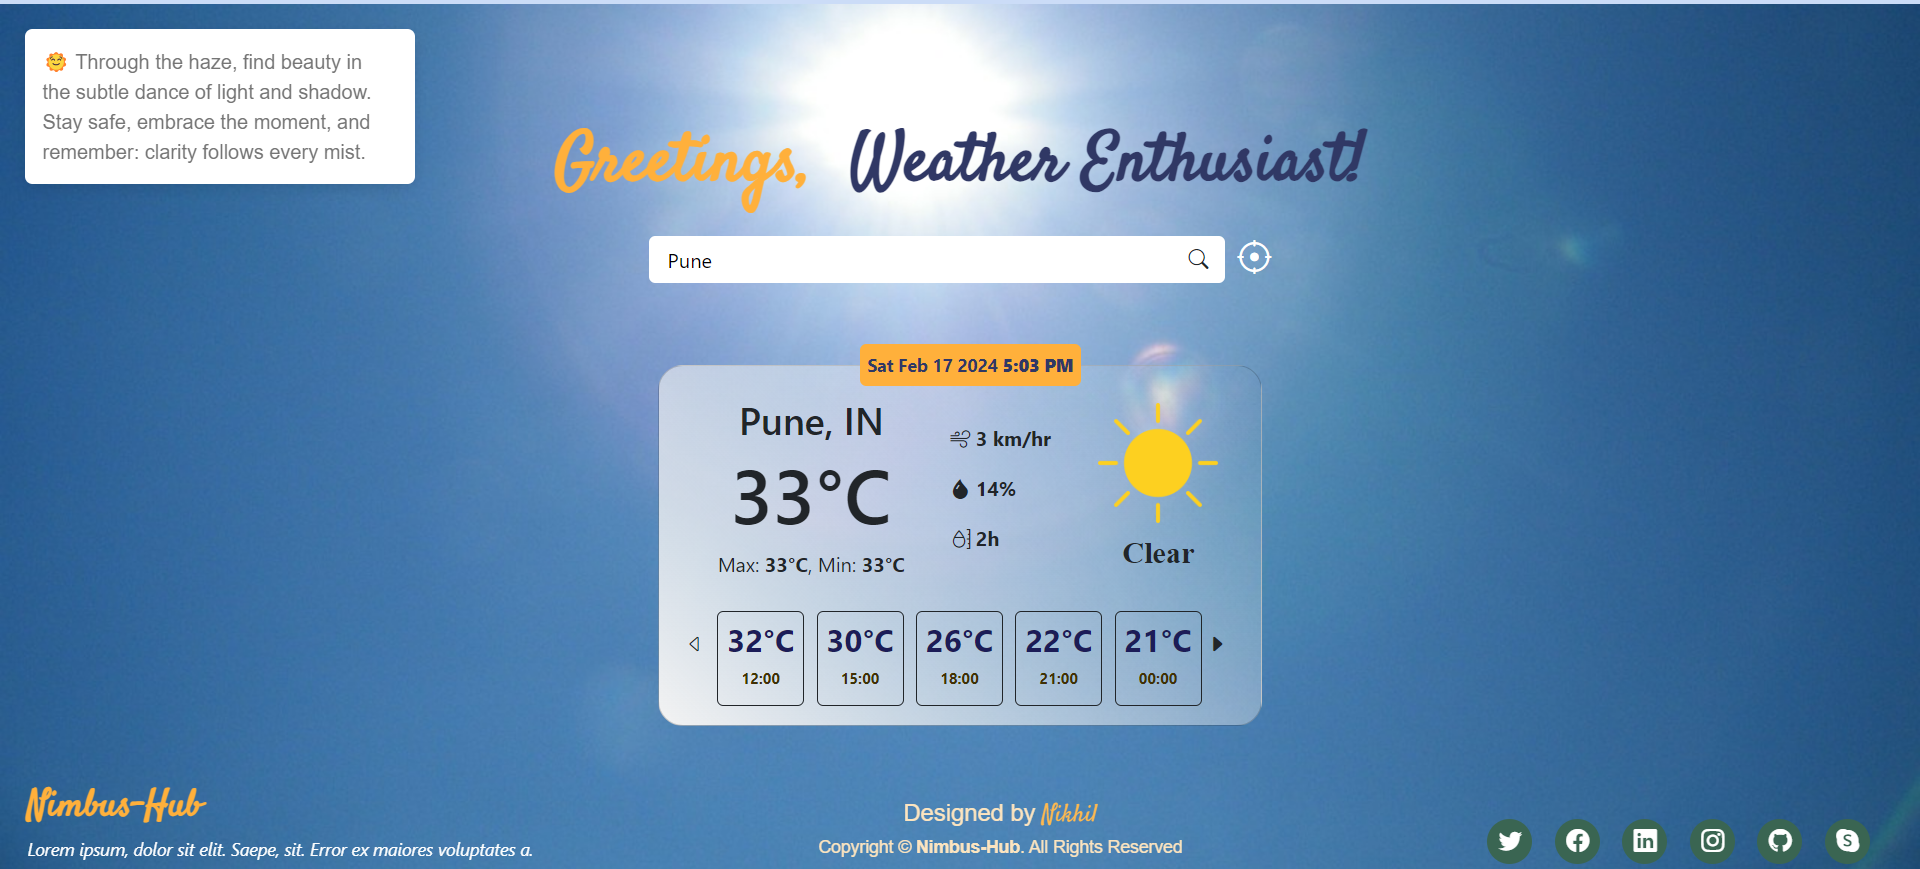 🌞 Through the haze, find beauty in
the subtle dance of light and shadow.
Stay safe, embrace the moment, and
remember: clarity follows every mist.
Greetings, Weather Enthusiast!
Pune
Sat Feb 17 2024 5:03 PM
Pune, IN
33°C
Max: 33°C, Min: 33°C
3 km/hr
14%
2h
Clear
32°C
12:00
30°C
15:00
26°C
18:00
22°C
21:00
21°C
00:00
Nimbus-Hub
Lorem ipsum, dolor sit elit. Saepe, sit. Error ex maiores voluptates a.
Designed by Nikhil
Copyright © Nimbus-Hub. All Rights Reserved